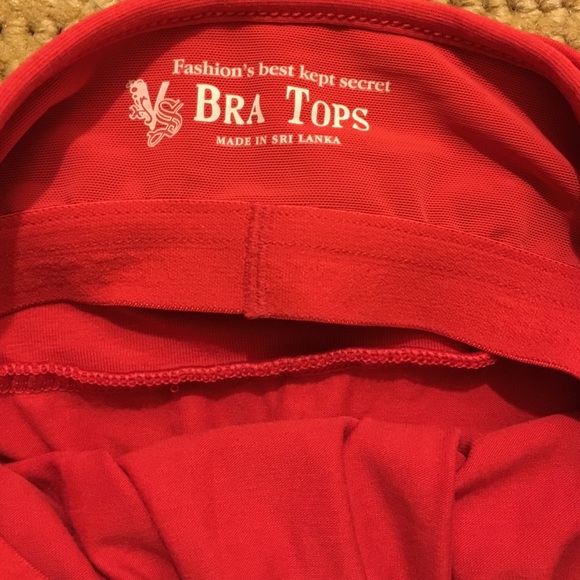 Fashion's best kept secret
VS BRA TOPS
MADE IN SRI LANKA